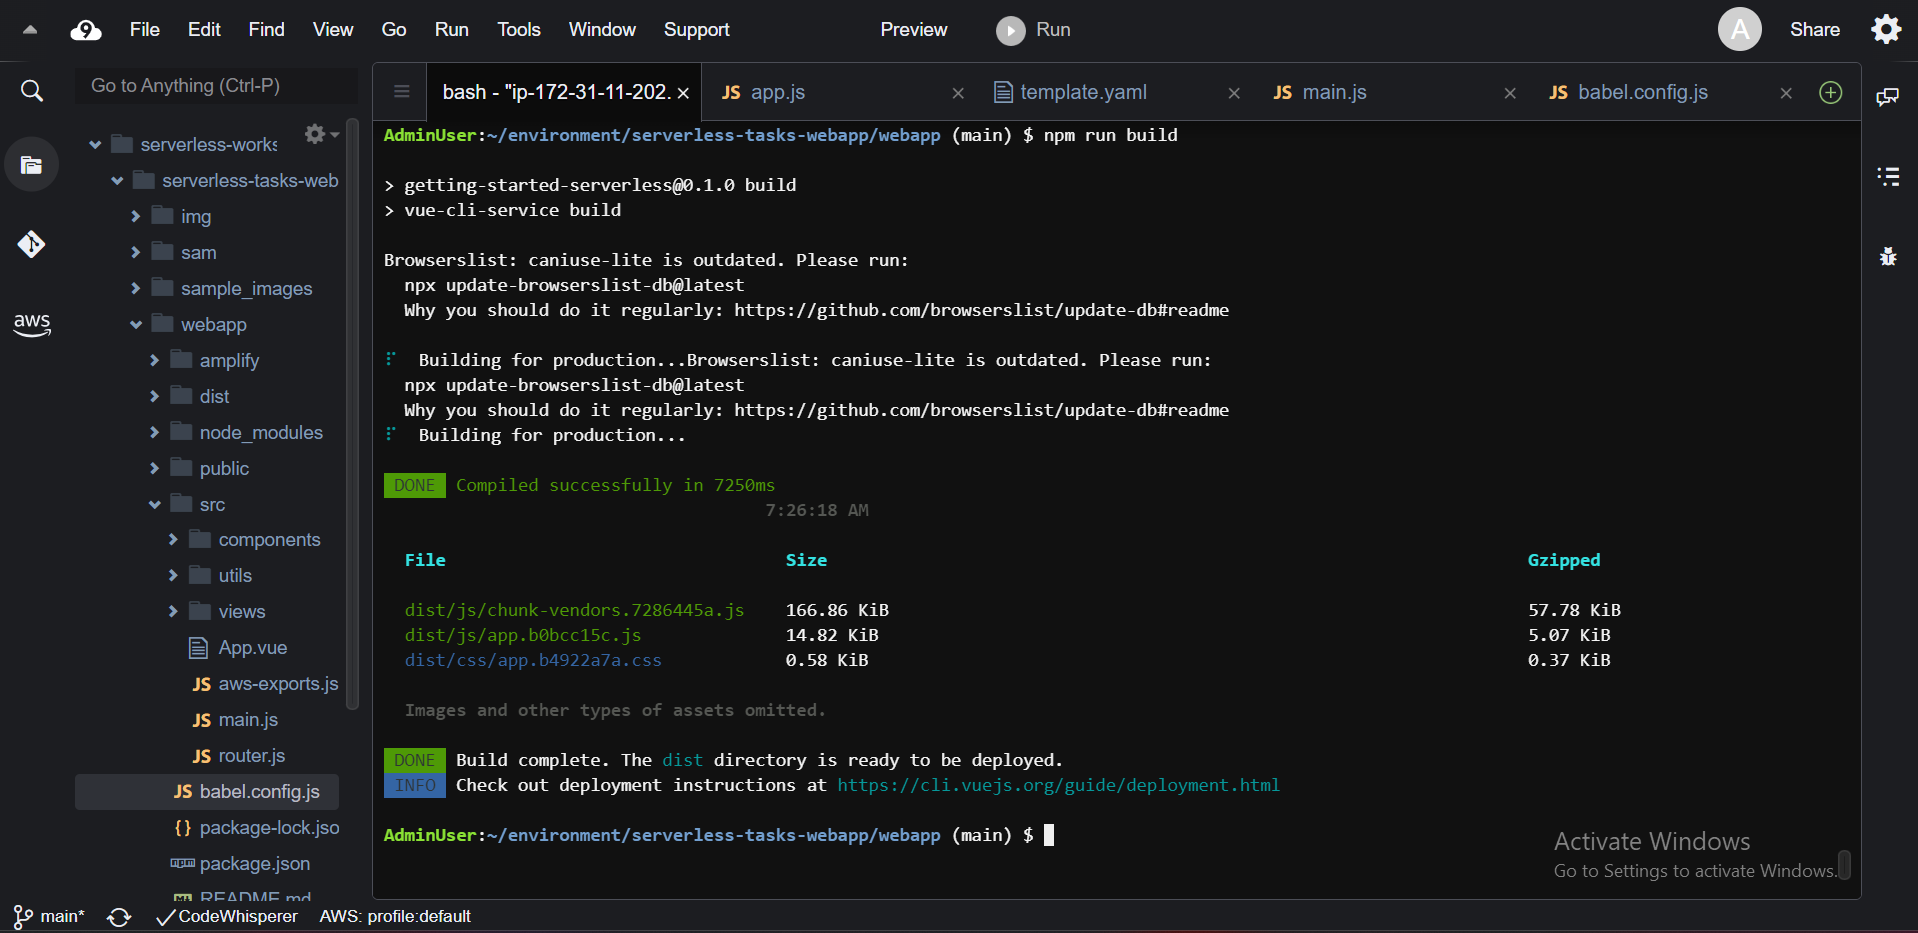 File Edit Find View Go Run Tools Window Support Preview Run A Share
Go to Anything (Ctrl-P)
bash - "ip-172-31-11-202. × JS app.js × template.yaml × JS main.js × JS babel.config.js ×
aws
serverless-works
serverless-tasks-web
img
sam
sample_images
webapp
amplify
dist
node_modules
public
src
components
utils
views
App.vue
JS aws-exports.js
JS main.js
JS router.js
JS babel.config.js
{} package-lock.jso
package.json
README.md
AdminUser:~/environment/serverless-tasks-webapp/webapp (main) $ npm run build
> getting-started-serverless@0.1.0 build
> vue-cli-service build
Browserslist: caniuse-lite is outdated. Please run:
npx update-browserslist-db@latest
Why you should do it regularly: https://github.com/browserslist/update-db#readme
⠏ Building for production...Browserslist: caniuse-lite is outdated. Please run:
npx update-browserslist-db@latest
Why you should do it regularly: https://github.com/browserslist/update-db#readme
⠏ Building for production...
DONE Compiled successfully in 7250ms
7:26:18 AM
File Size Gzipped
dist/js/chunk-vendors.7286445a.js 166.86 KiB 57.78 KiB
dist/js/app.b0bcc15c.js 14.82 KiB 5.07 KiB
dist/css/app.b4922a7a.css 0.58 KiB 0.37 KiB
Images and other types of assets omitted.
DONE Build complete. The dist directory is ready to be deployed.
INFO Check out deployment instructions at https://cli.vuejs.org/guide/deployment.html
AdminUser:~/environment/serverless-tasks-webapp/webapp (main) $
Activate Windows
Go to Settings to activate Windows.
main* CodeWhisperer AWS: profile:default